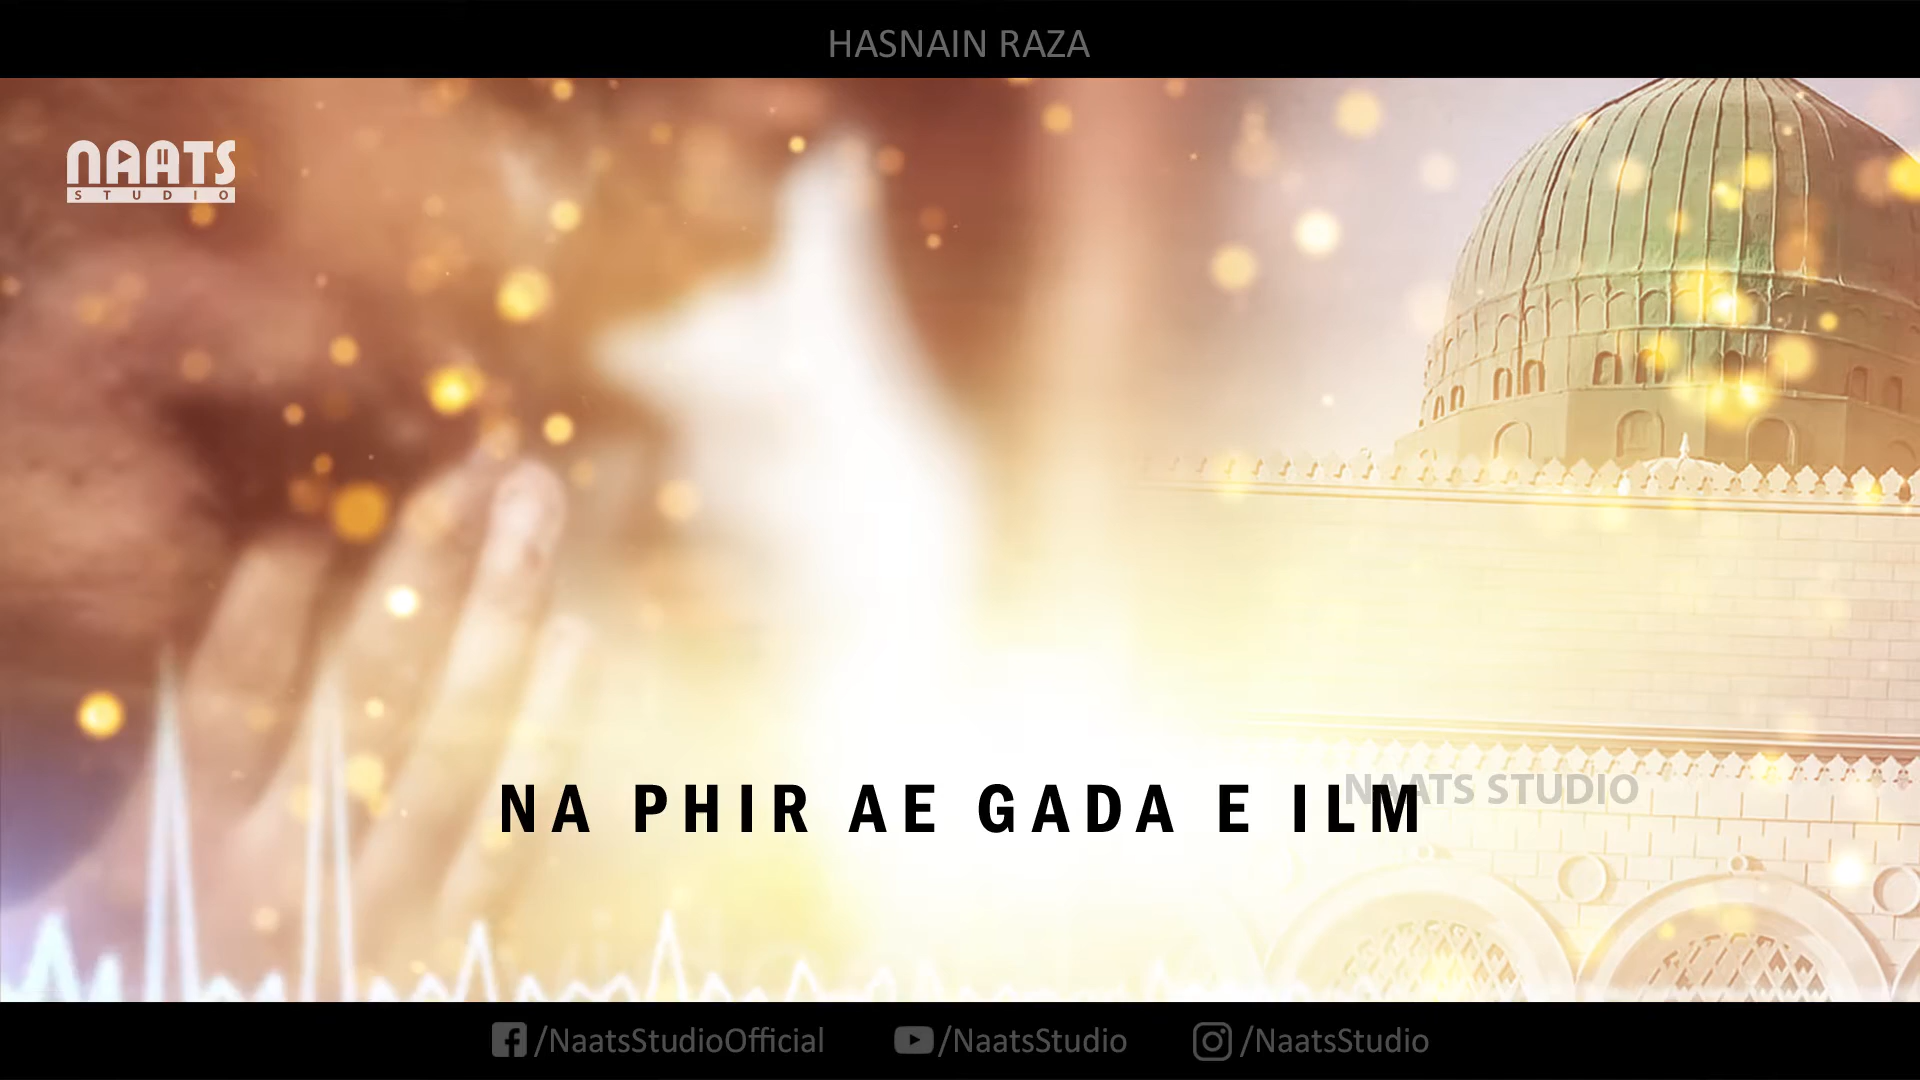 HASNAIN RAZA
NAATS
STUDIO
NAATS STUDIO
NA PHIR AE GADA E ILM
/NaatsStudioOfficial
/NaatsStudio
/NaatsStudio